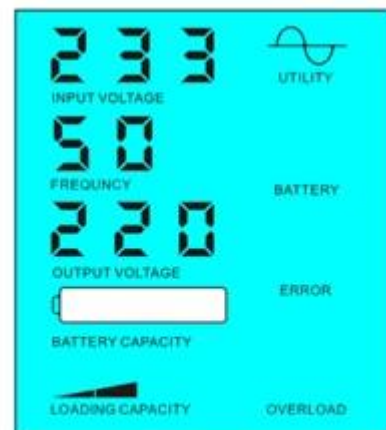 233
UTILITY
INPUT VOLTAGE
50
FREQUNCY
BATTERY
220
OUTPUT VOLTAGE
ERROR
BATTERY CAPACITY
LOADING CAPACITY
OVERLOAD